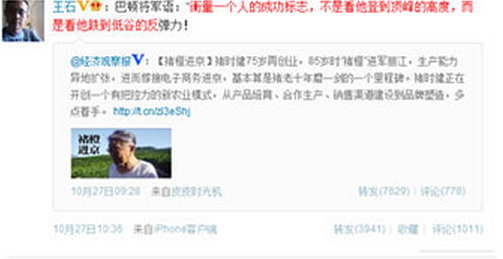 王石：巴顿将军语："衡量一个人的成功标志，不是看他登到顶峰的高度，而
是看他跌到低谷的反弹力！
@经济观察报：【褚橙进京】褚时健75岁再创业，85岁时"褚橙"进军丽江，生产能力
异地扩张，进而嫁接电子商务进京，基本算是褚老十年磨一剑的一个里程碑，褚时健正在
开创一个有把控力的新农业模式，从产品培育、合作生产、销售渠道建设到品牌塑造，多
点着手。 http://t.cn/zl3eShj
褚橙
进京
10月27日09:28 来自皮皮时光机 转发(7629) | 评论(778)
10月27日10:36 来自iPhone客户端 转发(3941) | 收藏 | 评论(1011)